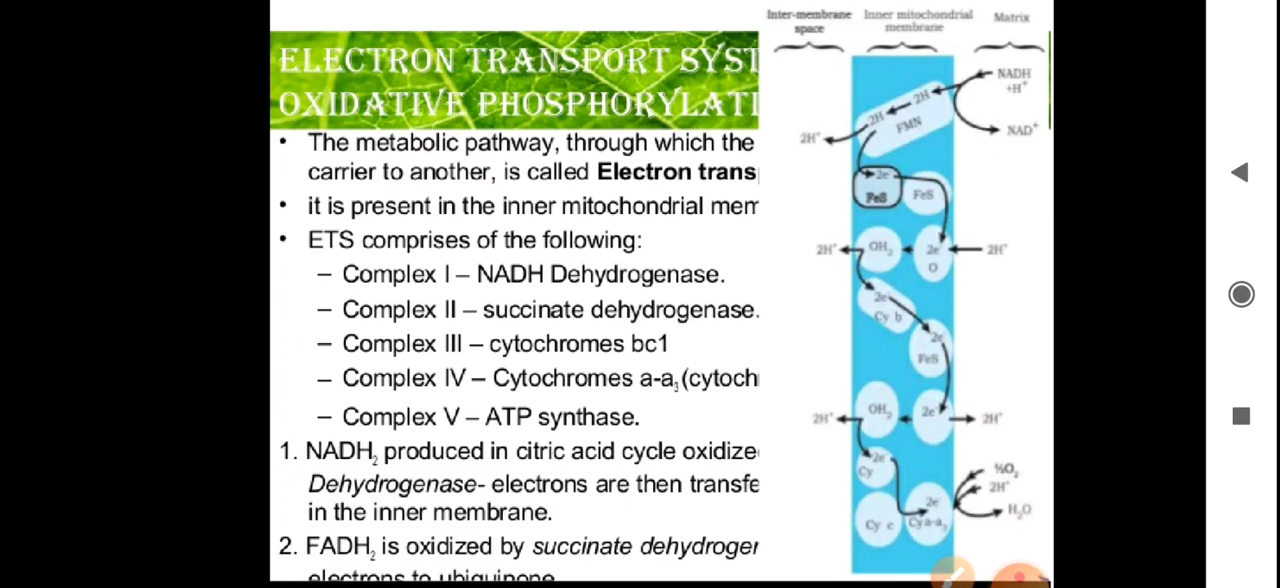 ELECTRON TRANSPORT SYST
OXIDATIVE PHOSPHORYLATI
• The metabolic pathway, through which the
carrier to another, is called Electron trans
• it is present in the inner mitochondrial mem
• ETS comprises of the following:
– Complex I – NADH Dehydrogenase.
– Complex II – succinate dehydrogenase.
– Complex III – cytochromes bc1
– Complex IV – Cytochromes a-a₃(cytoch
– Complex V – ATP synthase.
1. NADH₂ produced in citric acid cycle oxidize
Dehydrogenase- electrons are then transfe
in the inner membrane.
2. FADH₂ is oxidized by succinate dehydroger
electrons to ubiquinone
Inter-membrane space
Inner mitochondrial membrane
Matrix
NADH
+H⁺
2H
2H
FMN
2H⁺
NAD⁺
2e⁻
FeS
FeS
2H⁺
OH₂
2e⁻
O
2H⁺
2e⁻
Cy b
2e⁻
FeS
2H⁺
OH₂
2e⁻
2H⁺
2e⁻
Cy
½O₂
2H⁺
2e⁻
H₂O
Cy c
Cy a-a₃